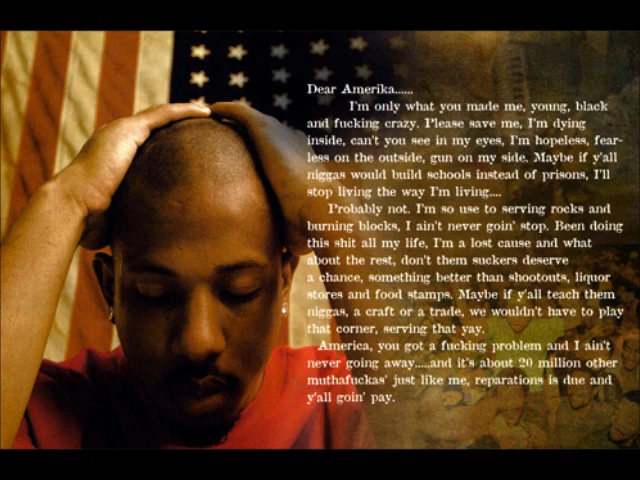 Dear Amerika......
I'm only what you made me, young, black
and fucking crazy. Please save me, I'm dying
inside, can't you see in my eyes, I'm hopeless, fear-
less on the outside, gun on my side. Maybe if y'all
niggas would build schools instead of prisons, I'll
stop living the way I'm living....
Probably not. I'm so use to serving rocks and
burning blocks, I ain't never goin' stop. Been doing
this shit all my life, I'm a lost cause and what
about the rest, don't them suckers deserve
a chance, something better than shootouts, liquor
stores and food stamps. Maybe if y'all teach them
niggas, a craft or a trade, we wouldn't have to play
that corner, serving that yay.
America, you got a fucking problem and I ain't
never going away.....and it's about 20 million other
muthafuckas' just like me, reparations is due and
y'all goin' pay.